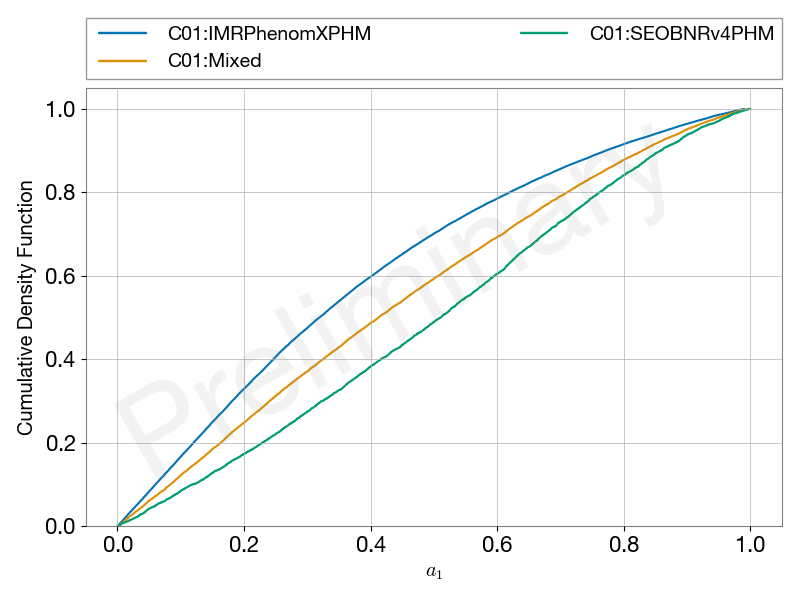 C01:IMRPhenomXPHM
C01:Mixed
C01:SEOBNRv4PHM
Preliminary
Cumulative Density Function
1.0
0.8
0.6
0.4
0.2
0.0
0.0 0.2 0.4 0.6 0.8 1.0
a₁